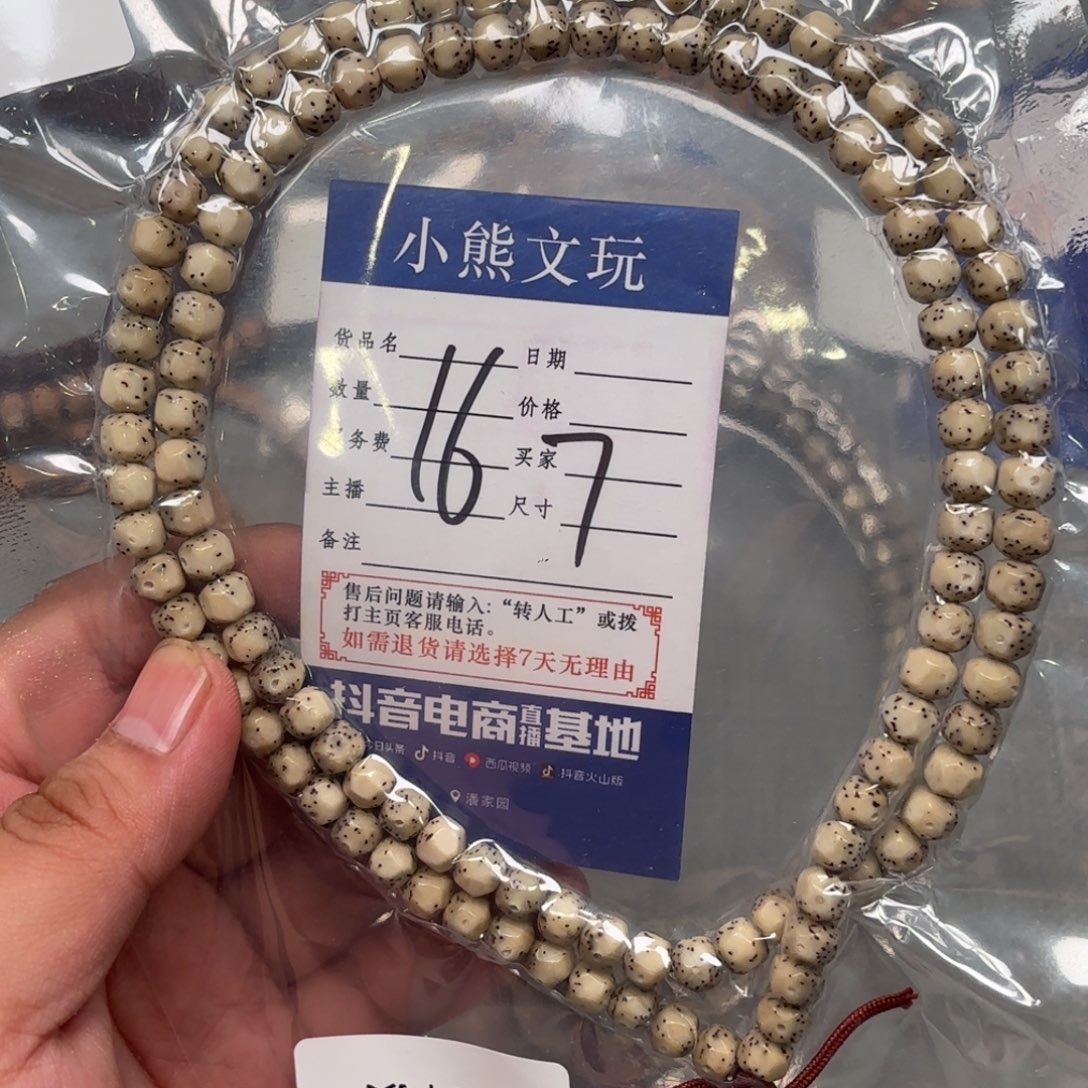 小熊文玩
货品名 日期
数量 价格
务费 买家
主播 尺寸
备注
16 7
售后问题请输入:“转人工”或拨
打主页客服电话。
如需退货请选择7天无理由
抖音电商直播基地
今日头条 抖音 西瓜视频 抖音火山版
潘家园